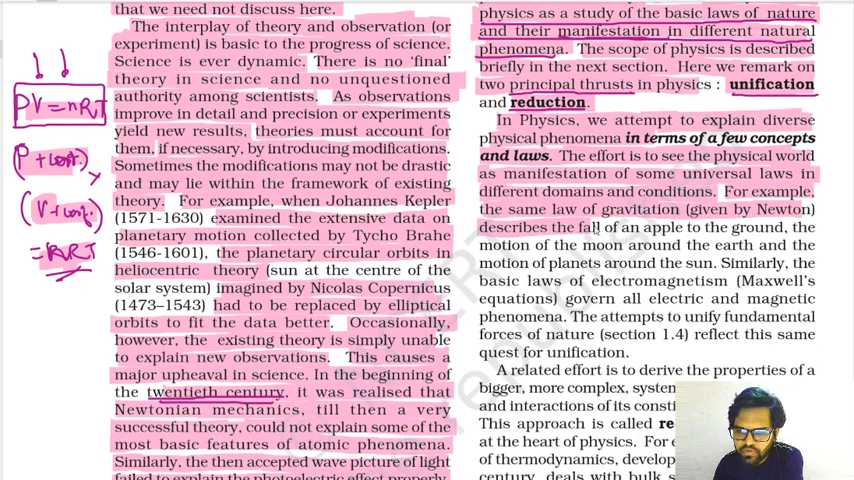 that we need not discuss here.
The interplay of theory and observation (or
experiment) is basic to the progress of science.
Science is ever dynamic. There is no 'final'
theory in science and no unquestioned
authority among scientists. As observations
improve in detail and precision or experiments
yield new results, theories must account for
them, if necessary, by introducing modifications.
Sometimes the modifications may not be drastic
and may lie within the framework of existing
theory. For example, when Johannes Kepler
(1571-1630) examined the extensive data on
planetary motion collected by Tycho Brahe
(1546-1601), the planetary circular orbits in
heliocentric theory (sun at the centre of the
solar system) imagined by Nicolas Copernicus
(1473–1543) had to be replaced by elliptical
orbits to fit the data better. Occasionally,
however, the existing theory is simply unable
to explain new observations. This causes a
major upheaval in science. In the beginning of
the twentieth century, it was realised that
Newtonian mechanics, till then a very
successful theory, could not explain some of the
most basic features of atomic phenomena.
Similarly, the then accepted wave picture of light
failed to explain the photoelectric effect properly.
PV = nRT
(P + corr.) x
(V + corr.)
= nRT
physics as a study of the basic laws of nature
and their manifestation in different natural
phenomena. The scope of physics is described
briefly in the next section. Here we remark on
two principal thrusts in physics : unification
and reduction.
In Physics, we attempt to explain diverse
physical phenomena in terms of a few concepts
and laws. The effort is to see the physical world
as manifestation of some universal laws in
different domains and conditions. For example,
the same law of gravitation (given by Newton)
describes the fall of an apple to the ground, the
motion of the moon around the earth and the
motion of planets around the sun. Similarly, the
basic laws of electromagnetism (Maxwell's
equations) govern all electric and magnetic
phenomena. The attempts to unify fundamental
forces of nature (section 1.4) reflect this same
quest for unification.
A related effort is to derive the properties of a
bigger, more complex, system
and interactions of its consti
This approach is called re
at the heart of physics. For
of thermodynamics, develop
century, deals with bulk s